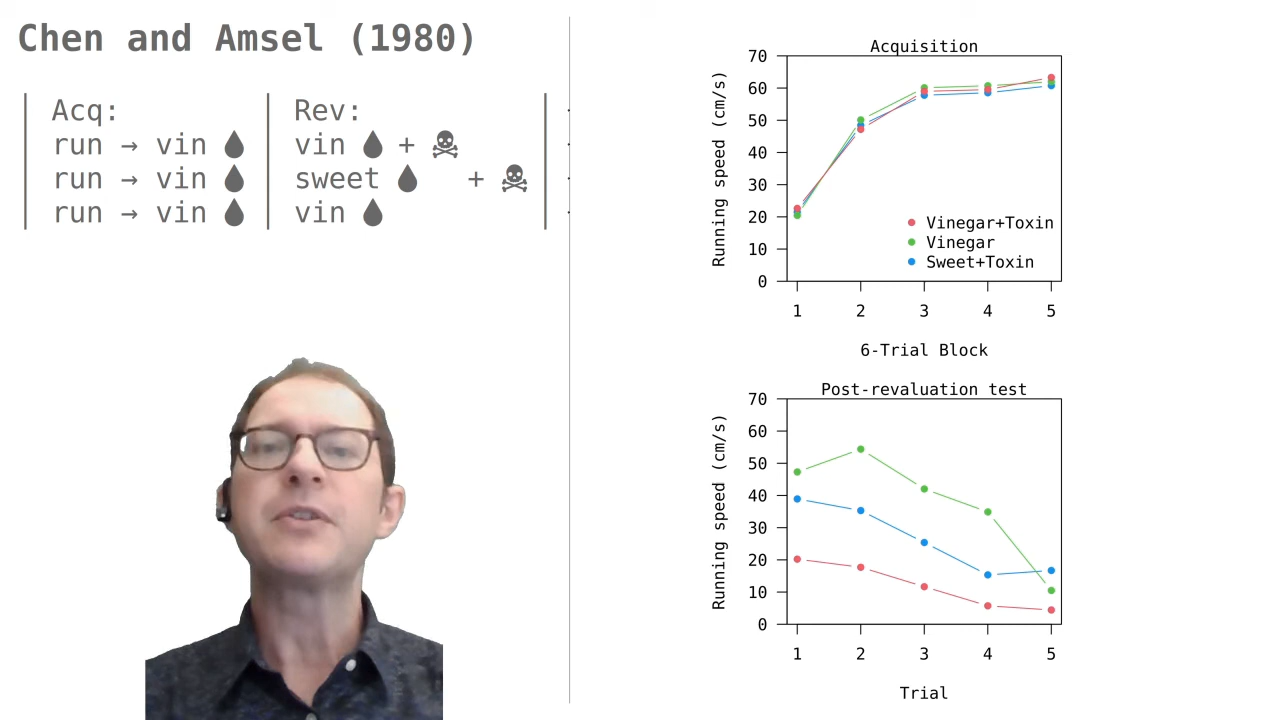 Chen and Amsel (1980)
Acq:
run → vin
run → vin
run → vin
Rev:
vin +
sweet +
vin
Acquisition
Running speed (cm/s)
70
60
50
40
30
20
10
0
Vinegar+Toxin
Vinegar
Sweet+Toxin
1 2 3 4 5
6-Trial Block
Post-revaluation test
Running speed (cm/s)
70
60
50
40
30
20
10
0
1 2 3 4 5
Trial